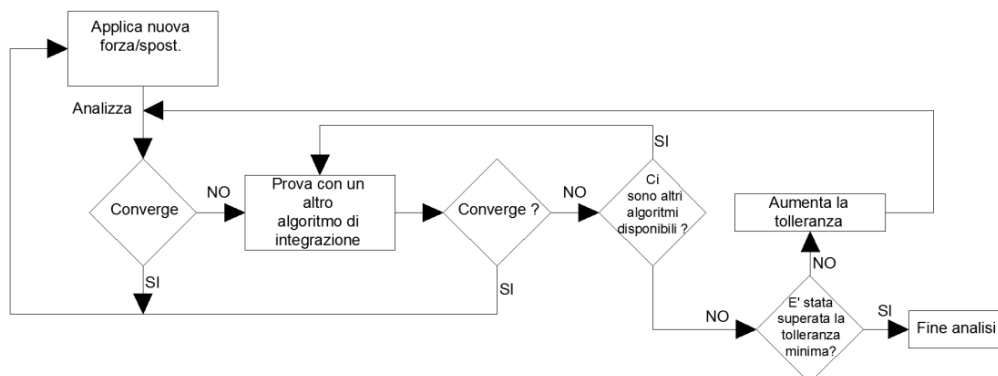 Applica nuova
forza/spost.
Analizza
Converge
NO
SI
Prova con un
altro
algoritmo di
integrazione
Converge ?
NO
SI
Ci
sono altri
algoritmi
disponibili ?
SI
NO
Aumenta la
tolleranza
NO
E' stata
superata la
tolleranza
minima?
SI
Fine analisi